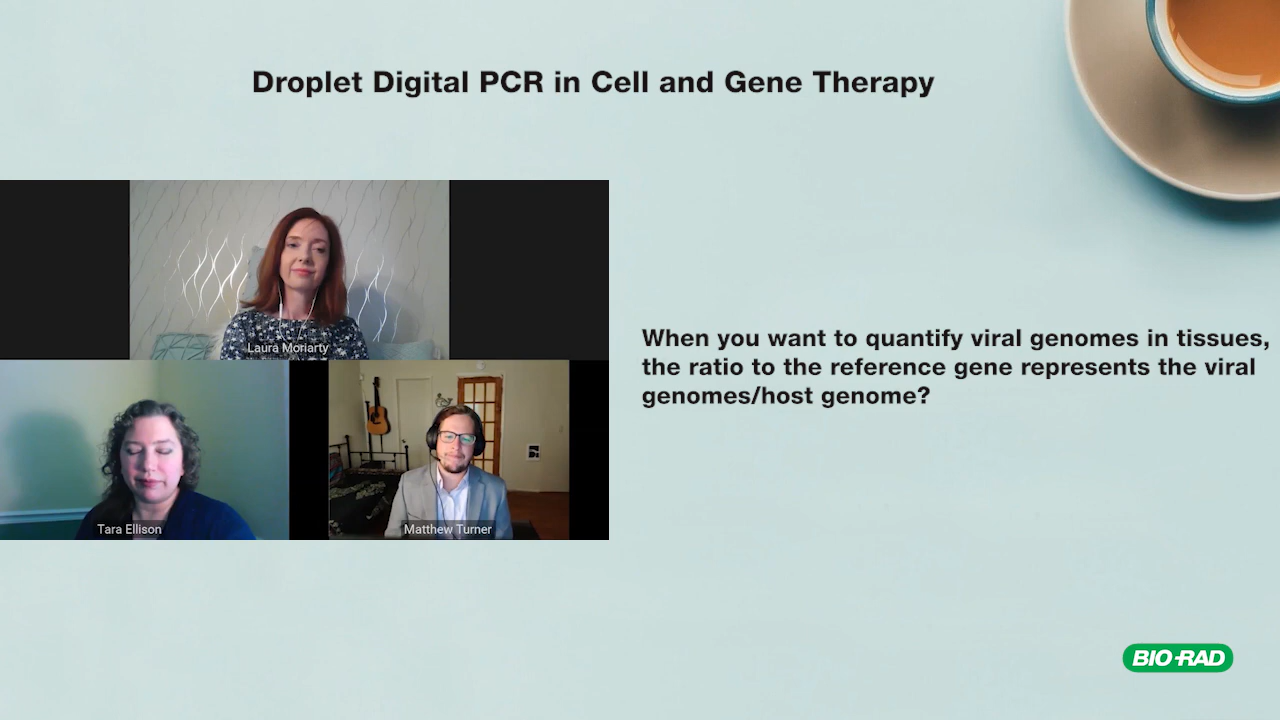 Droplet Digital PCR in Cell and Gene Therapy
Laura Moriarty
When you want to quantify viral genomes in tissues,
the ratio to the reference gene represents the viral
genomes/host genome?
Tara Ellison
Matthew Turner
BIO-RAD